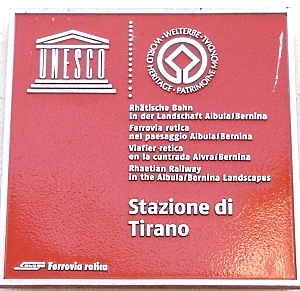 UNESCO
WORLD HERITAGE • PATRIMOINE MONDIAL • WELTERBE •
Rhätische Bahn
in der Landschaft Albula/Bernina
Ferrovia retica
nel paesaggio Albula/Bernina
Viafier retica
en la cuntrada Alvra/Bernina
Rhaetian Railway
in the Albula/Bernina Landscapes
Stazione di
Tirano
Ferrovia retica